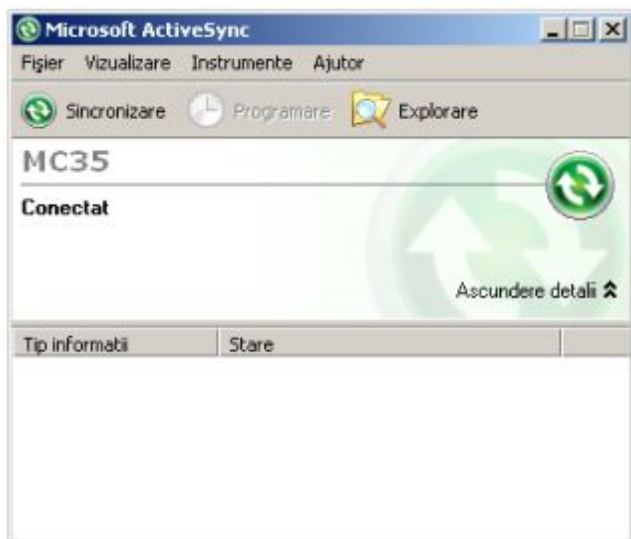 Microsoft ActiveSync
Fişier Vizualizare Instrumente Ajutor
Sincronizare Programare Explorare
MC35
Conectat
Ascundere detalii
Tip informatii Stare